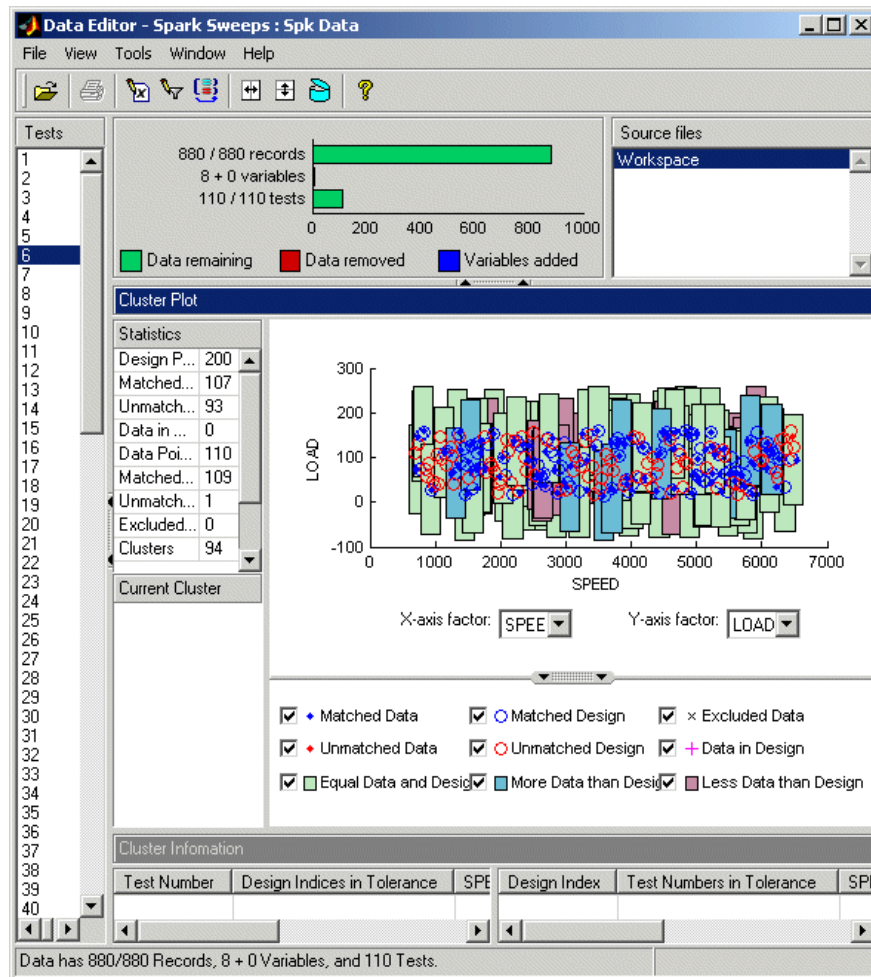 Data Editor - Spark Sweeps : Spk Data
File View Tools Window Help
Tests
1
2
3
4
5
6
7
8
9
10
11
12
13
14
15
16
17
18
19
20
21
22
23
24
25
26
27
28
29
30
31
32
33
34
35
36
37
38
39
40
880 / 880 records
8 + 0 variables
110 / 110 tests
0 200 400 600 800 1000
Data remaining Data removed Variables added
Source files
Workspace
Cluster Plot
Statistics
Design P... 200
Matched... 107
Unmatch... 93
Data in ... 0
Data Poi... 110
Matched... 109
Unmatch... 1
Excluded... 0
Clusters 94
Current Cluster
300
200
100
0
-100
LOAD
0 1000 2000 3000 4000 5000 6000 7000
SPEED
X-axis factor: SPEE Y-axis factor: LOAD
Matched Data Matched Design Excluded Data
Unmatched Data Unmatched Design Data in Design
Equal Data and Desig More Data than Desig Less Data than Design
Cluster Infomation
Test Number Design Indices in Tolerance SPE Design Index Test Numbers in Tolerance SPI
Data has 880/880 Records, 8 + 0 Variables, and 110 Tests.